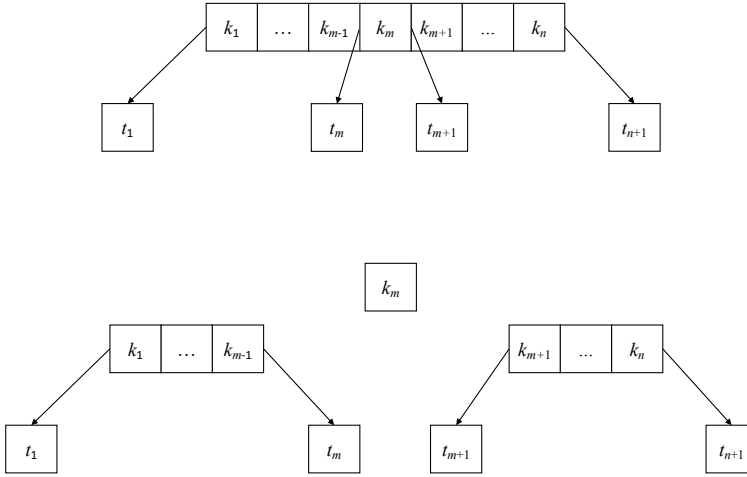 k1 … km-1 km km+1 ... kn
t1 tm tm+1 tn+1
km
k1 … km-1 km+1 ... kn
t1 tm tm+1 tn+1